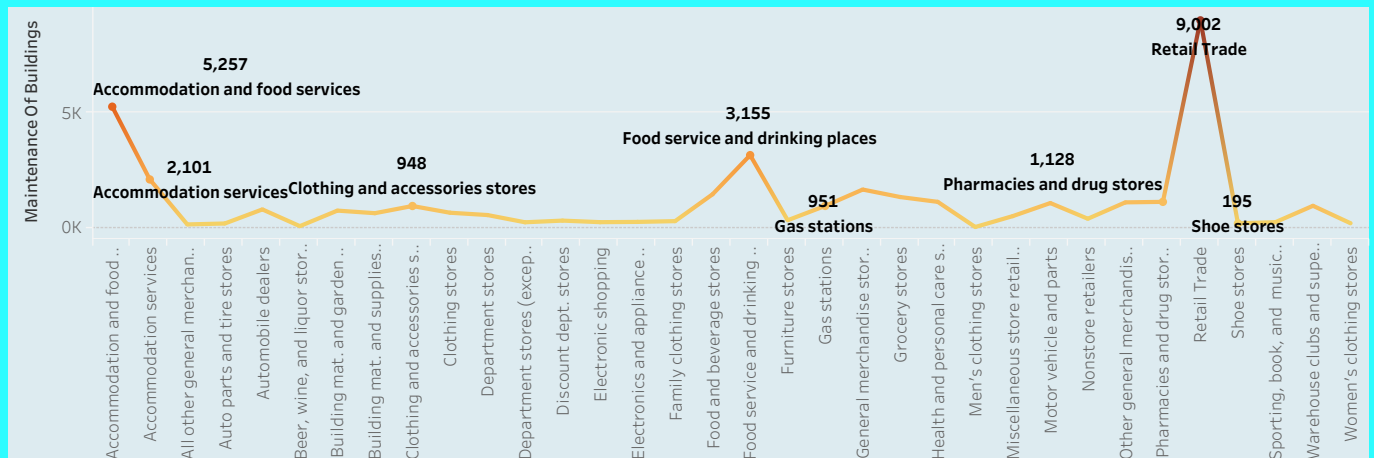 Maintenance Of Buildings
5K
0K
5,257
Accommodation and food services
2,101
Accommodation services
948
Clothing and accessories stores
3,155
Food service and drinking places
951
Gas stations
1,128
Pharmacies and drug stores
9,002
Retail Trade
195
Shoe stores
Accommodation and food ..
Accommodation services
All other general merchan..
Auto parts and tire stores
Automobile dealers
Beer, wine, and liquor stor..
Building mat. and garden ..
Building mat. and supplies..
Clothing and accessories s..
Clothing stores
Department stores
Department stores (excep..
Discount dept. stores
Electronic shopping
Electronics and appliance ..
Family clothing stores
Food and beverage stores
Food service and drinking ..
Furniture stores
Gas stations
General merchandise stor..
Grocery stores
Health and personal care s..
Men's clothing stores
Miscellaneous store retail..
Motor vehicle and parts
Nonstore retailers
Other general merchandis..
Pharmacies and drug stor..
Retail Trade
Shoe stores
Sporting, book, and music..
Warehouse clubs and supe..
Women's clothing stores